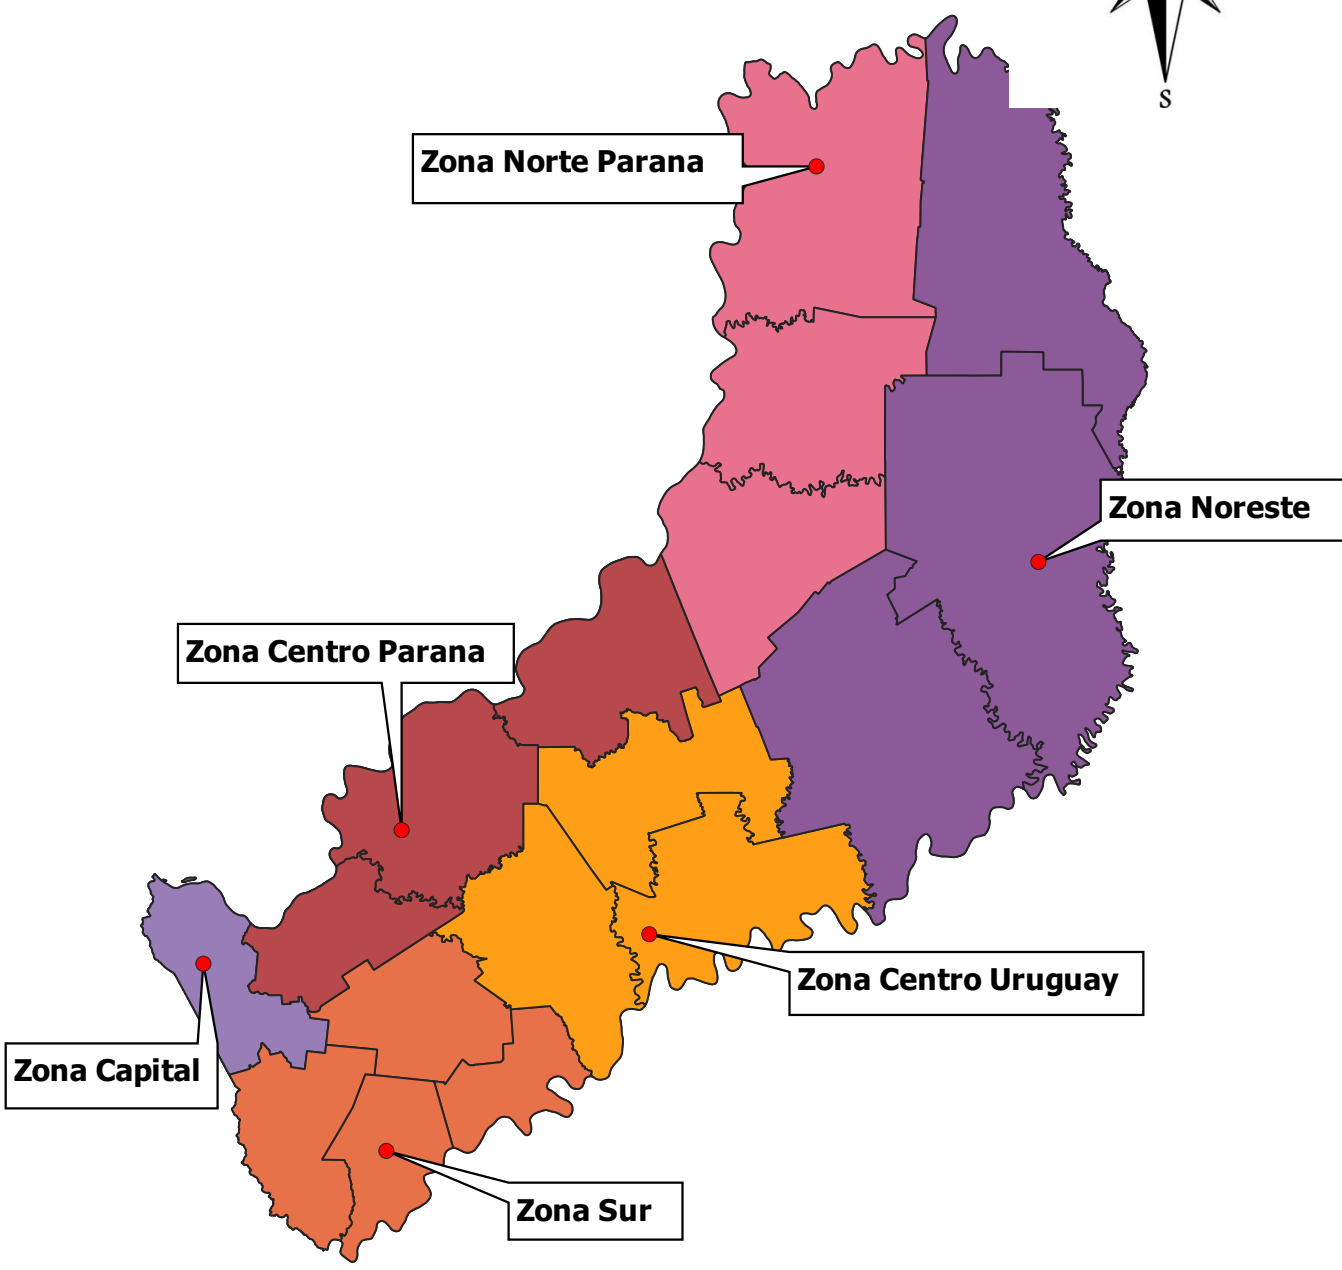 S
Zona Norte Parana
Zona Noreste
Zona Centro Parana
Zona Centro Uruguay
Zona Capital
Zona Sur